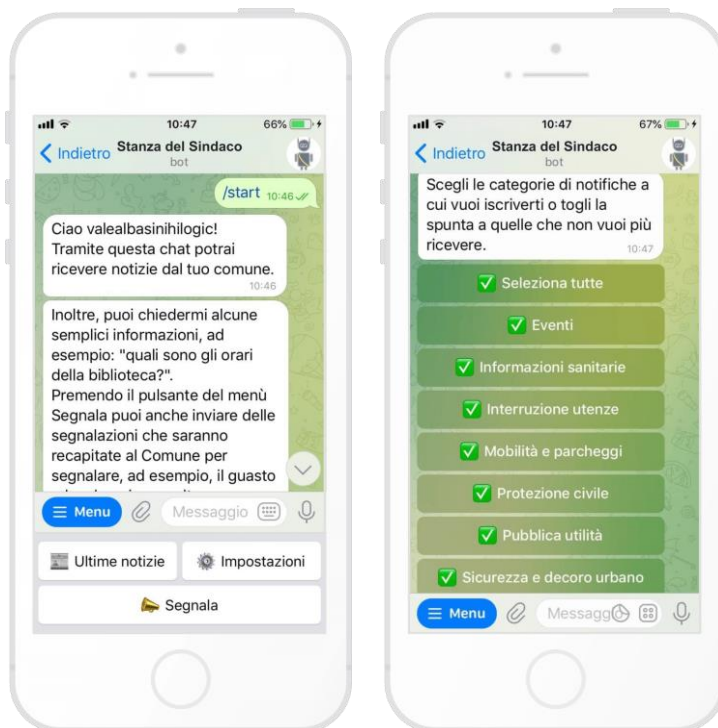 10:47
66%
Indietro
Stanza del Sindaco
bot
/start 10:46
Ciao valealbasinihilogic!
Tramite questa chat potrai
ricevere notizie dal tuo comune.
10:46
Inoltre, puoi chiedermi alcune
semplici informazioni, ad
esempio: "quali sono gli orari
della biblioteca?".
Premendo il pulsante del menù
Segnala puoi anche inviare delle
segnalazioni che saranno
recapitate al Comune per
segnalare, ad esempio, il guasto
Menu
Messaggio
Ultime notizie
Impostazioni
Segnala
10:47
67%
Indietro
Stanza del Sindaco
bot
Scegli le categorie di notifiche a
cui vuoi iscriverti o togli la
spunta a quelle che non vuoi più
ricevere.
10:47
Seleziona tutte
Eventi
Informazioni sanitarie
Interruzione utenze
Mobilità e parcheggi
Protezione civile
Pubblica utilità
Sicurezza e decoro urbano
Menu
Messagg